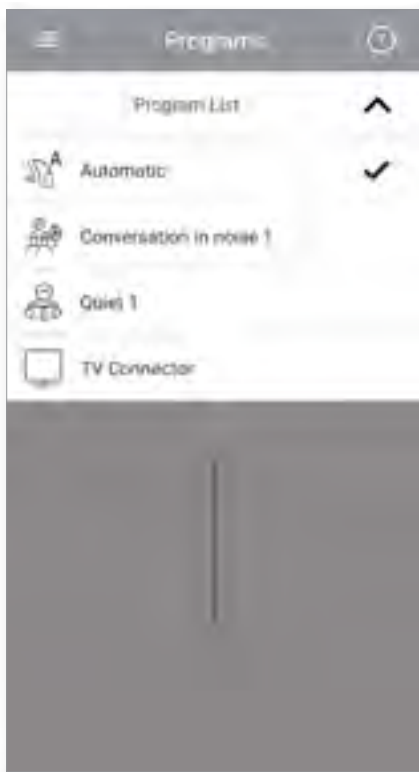 Programs
Program List
A
Automatic
Conversation in noise 1
Quiet 1
TV Connector